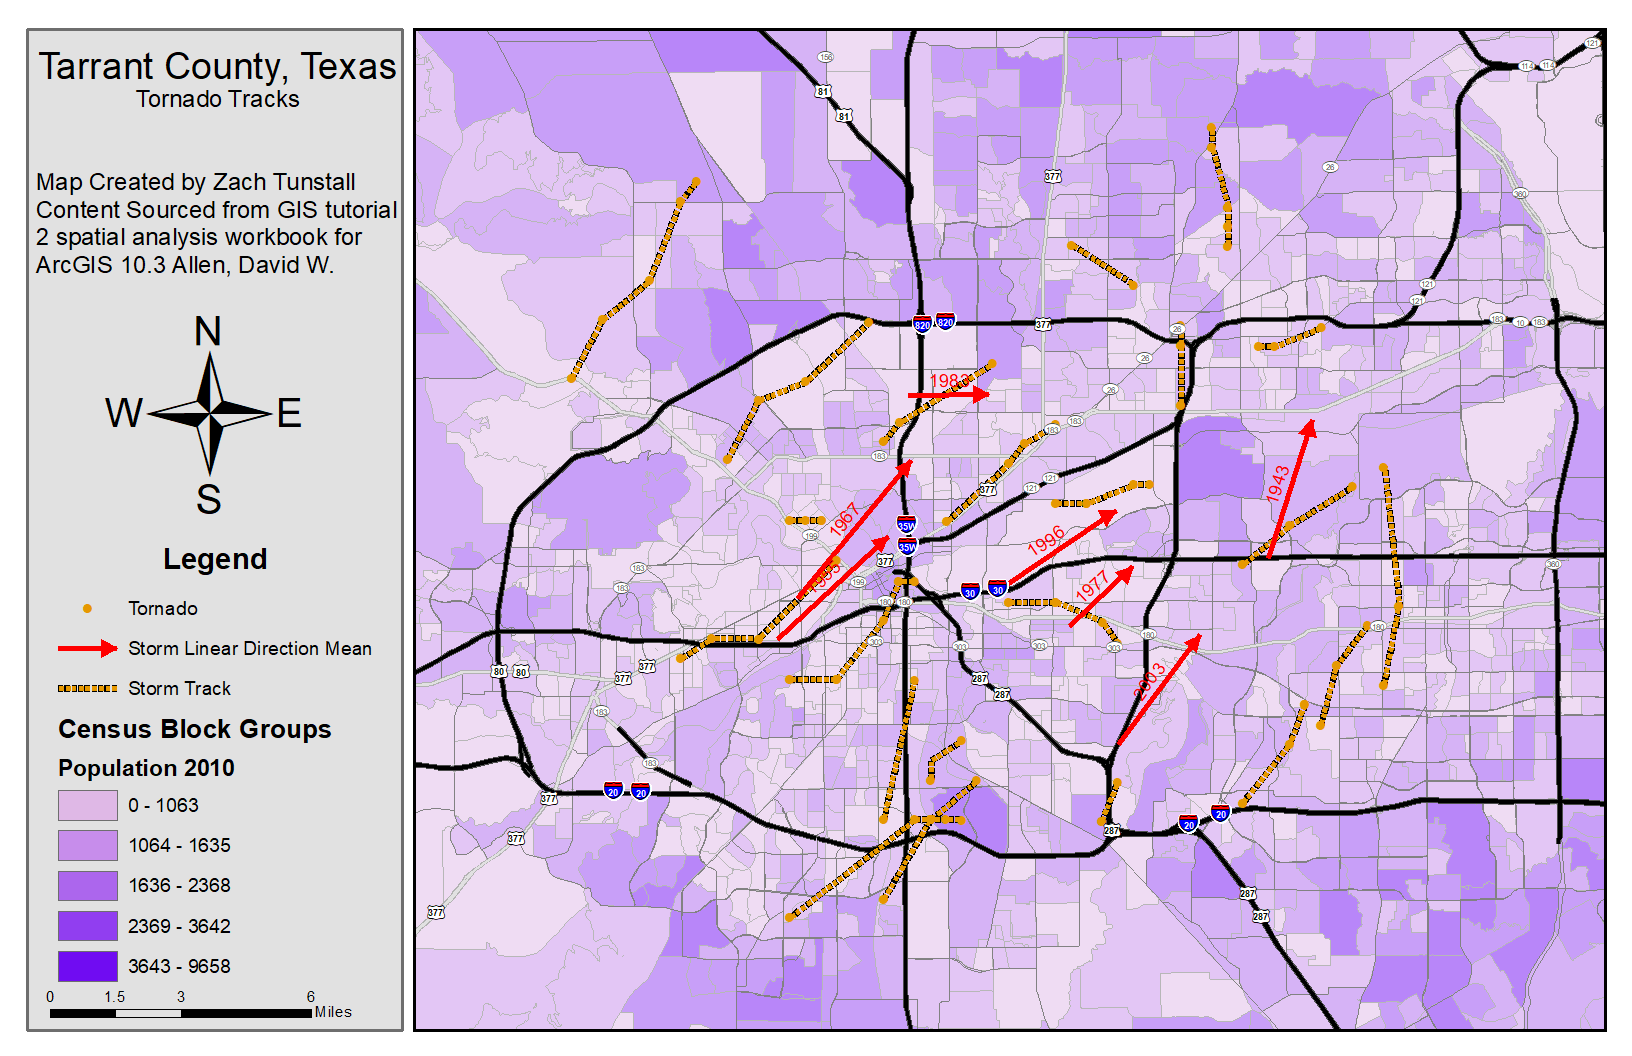 Tarrant County, Texas
Tornado Tracks
Map Created by Zach Tunstall
Content Sourced from GIS tutorial
2 spatial analysis workbook for
ArcGIS 10.3 Allen, David W.
N
W E
S
Legend
Tornado
Storm Linear Direction Mean
Storm Track
Census Block Groups
Population 2010
0 - 1063
1064 - 1635
1636 - 2368
2369 - 3642
3643 - 9658
0 1.5 3 6
Miles
121
156
114 114
81
81
26
377
360
121
121
820 820
377
26
183 10 183
26
1983
26
183
183
183
377
121
121
1943
1967
35W
199
35W
1996
377
360
183
183
199
30 30
1977
180 180
303
303
303
303
180
180
377
377
80 80
287
287
2003
183
183
377
20 20
20
20
287
377
287
287
377